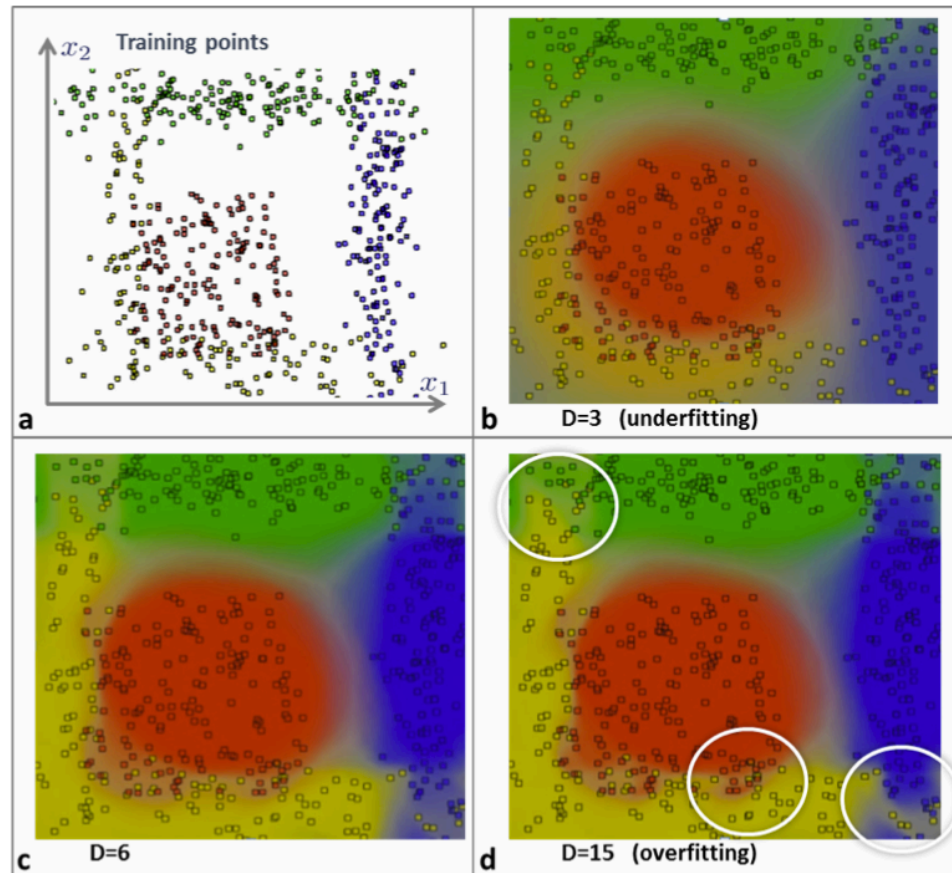 x₂ Training points
x₁
a
b D=3 (underfitting)
c D=6
d D=15 (overfitting)